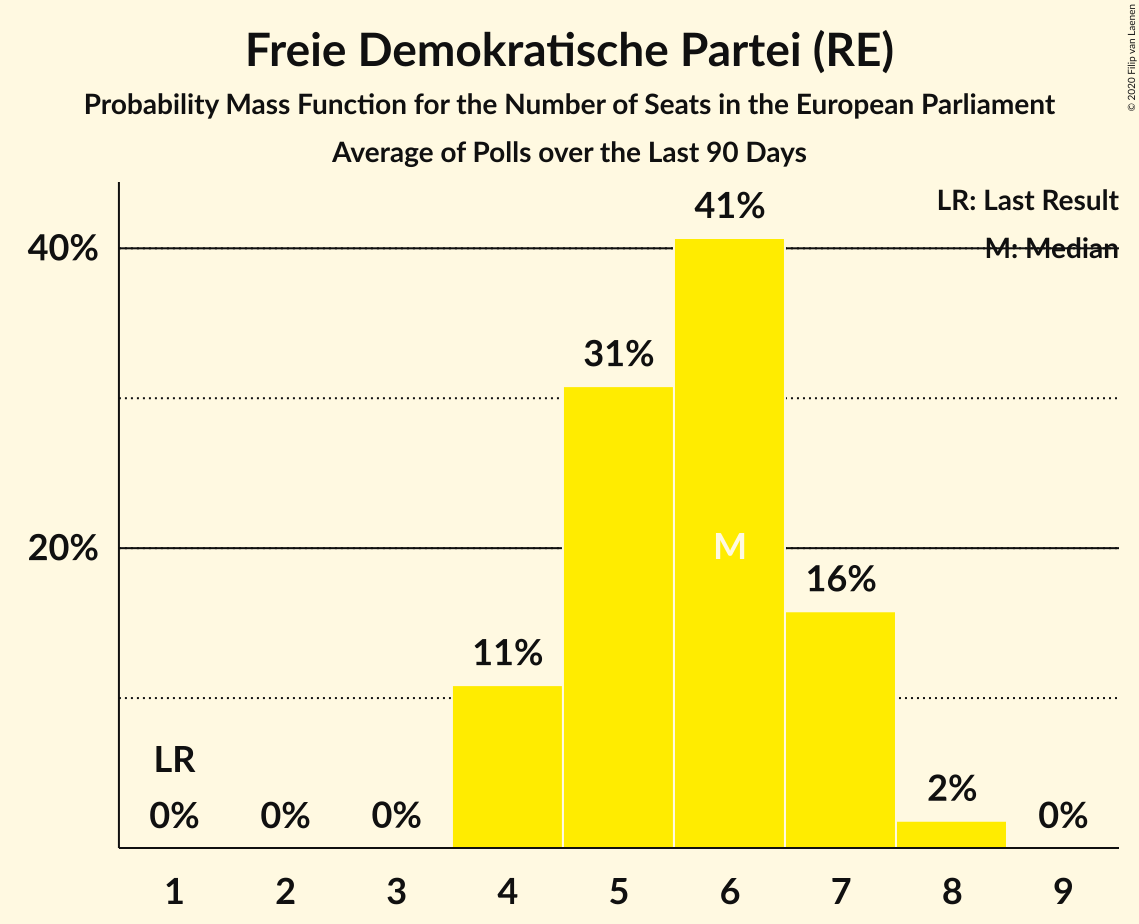 Freie Demokratische Partei (RE)
Probability Mass Function for the Number of Seats in the European Parliament
Average of Polls over the Last 90 Days
© 2020 Filip van Laenen
LR: Last Result
M: Median
40%
20%
41%
31%
M
16%
11%
LR
0%
0%
0%
2%
0%
1 2 3 4 5 6 7 8 9